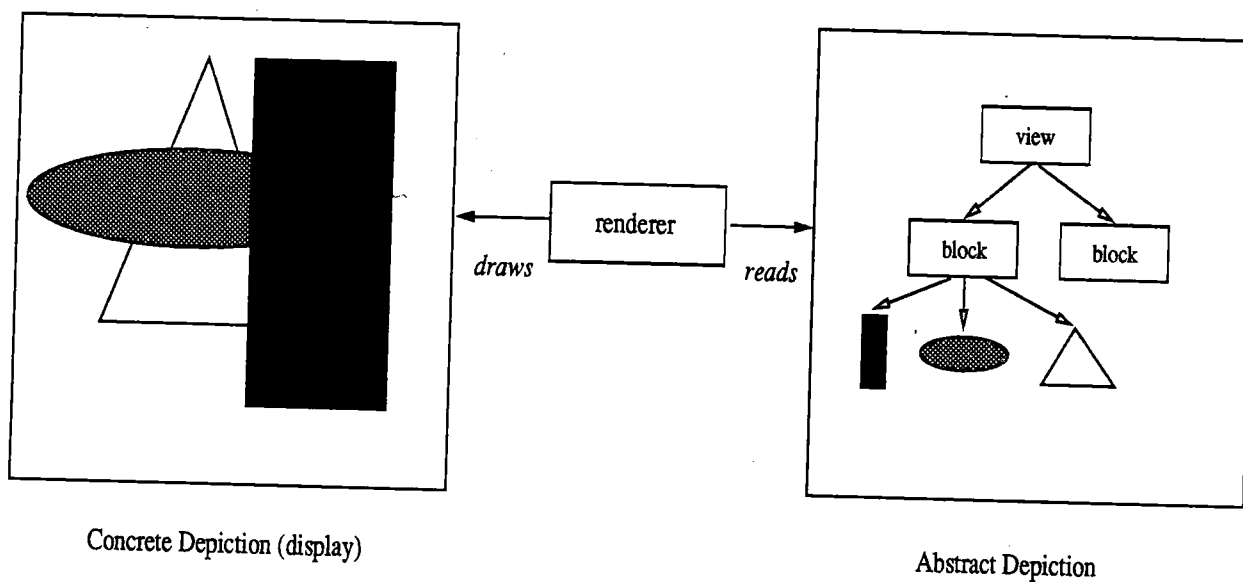 view
renderer
block
block
draws
reads
Concrete Depiction (display)
Abstract Depiction